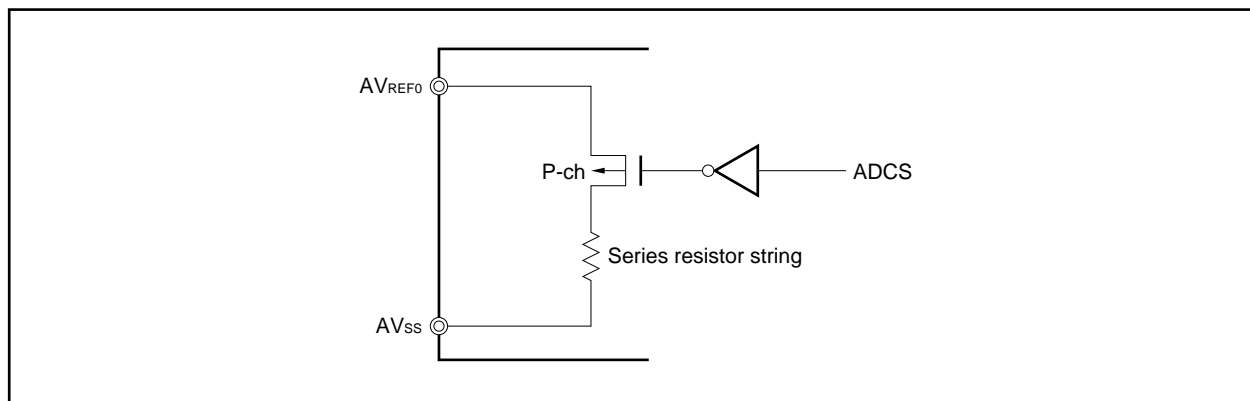 AVREF0
P-ch
ADCS
Series resistor string
AVSS